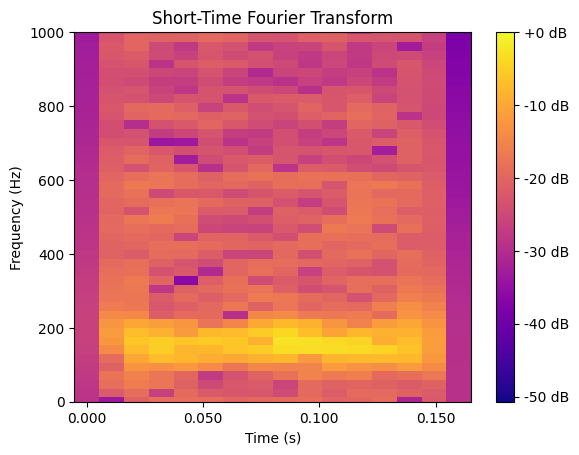 Short-Time Fourier Transform
1000
800
600
400
200
0
Frequency (Hz)
0.000
0.050
0.100
0.150
Time (s)
+0 dB
-10 dB
-20 dB
-30 dB
-40 dB
-50 dB